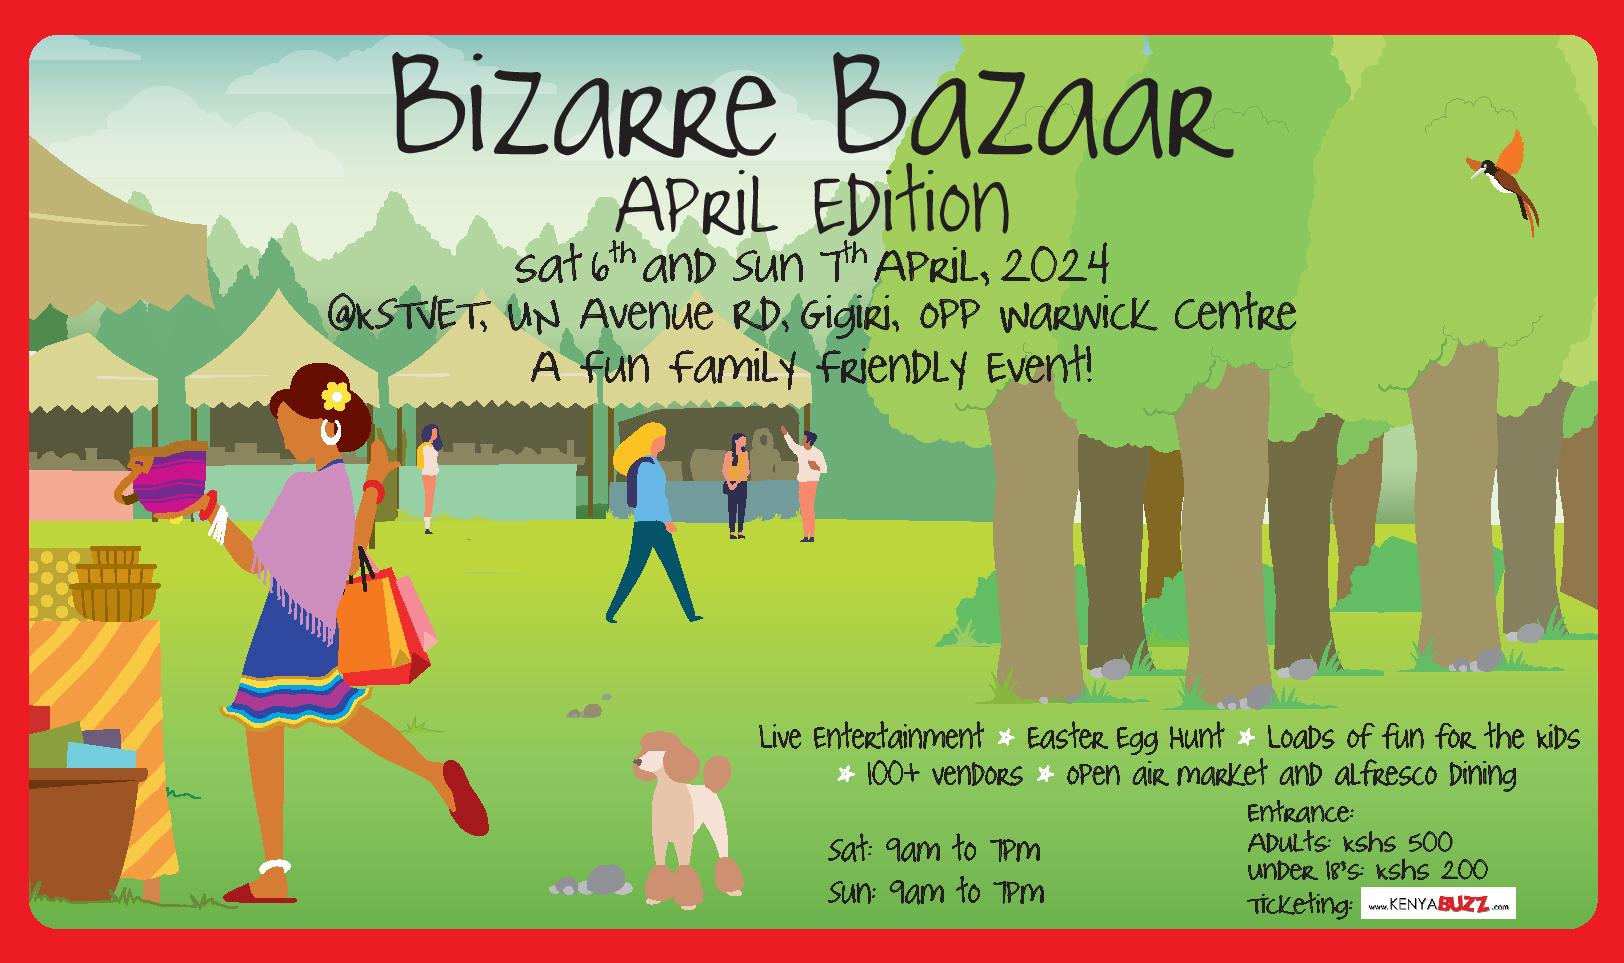 Bizarre Bazaar
April Edition
Sat 6th and Sun 7th April, 2024
@KSTVET, UN Avenue RD, Gigiri, OPP Warwick Centre
A fun family friendly Event!
Live Entertainment ☆ Easter Egg Hunt ☆ Loads of fun for the kids
☆ 100+ vendors ☆ open air market and alfresco Dining
Sat: 9am to 7pm
Sun: 9am to 7pm
Entrance:
Adults: kshs 500
under 18's: kshs 200
Ticketing: www.KENYABUZZ.com